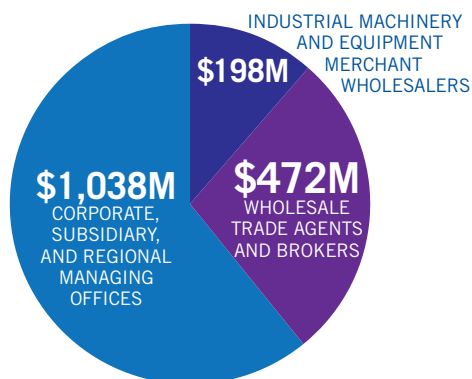 INDUSTRIAL MACHINERY
AND EQUIPMENT
MERCHANT
WHOLESALERS
$198M
$472M
WHOLESALE
TRADE AGENTS
AND BROKERS
$1,038M
CORPORATE,
SUBSIDIARY,
AND REGIONAL
MANAGING
OFFICES